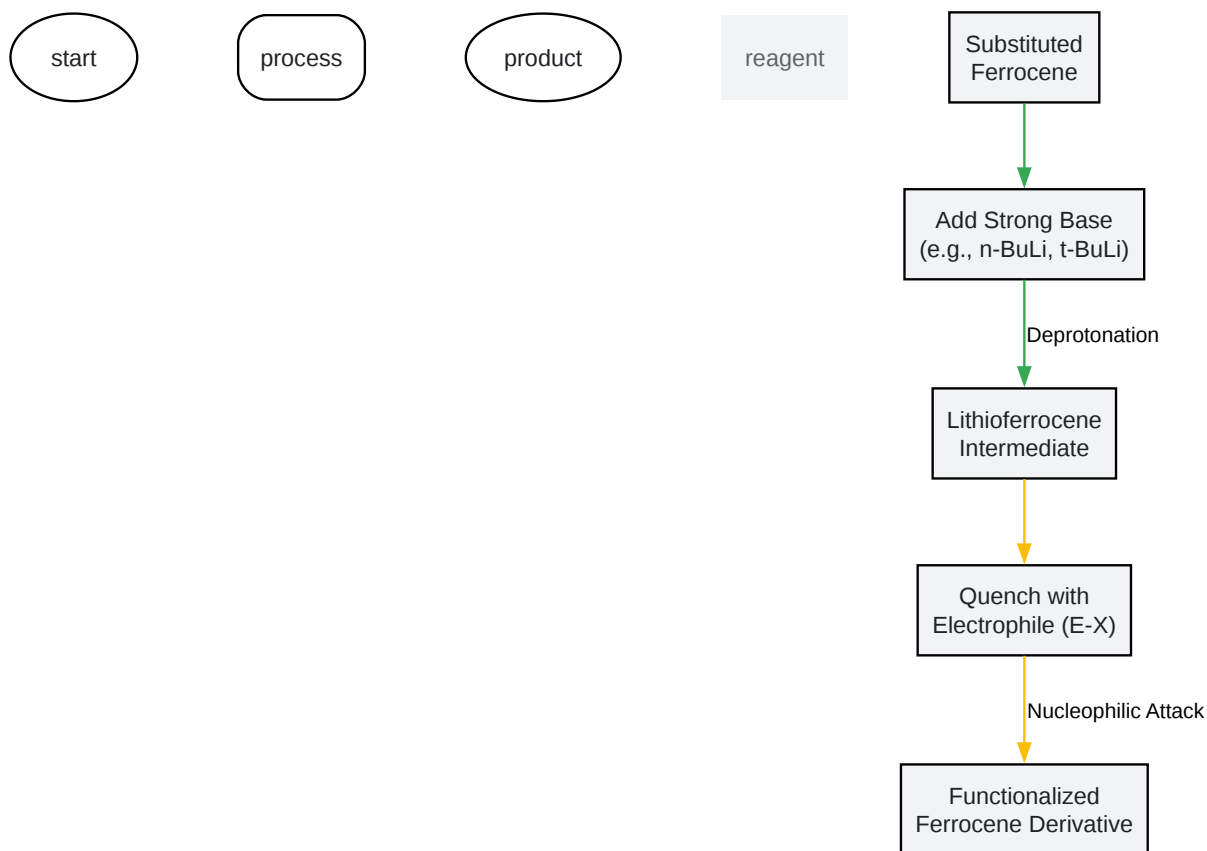 start
process
product
reagent
Substituted
Ferrocene
Add Strong Base
(e.g., n-BuLi, t-BuLi)
Deprotonation
Lithioferrocene
Intermediate
Quench with
Electrophile (E-X)
Nucleophilic Attack
Functionalized
Ferrocene Derivative